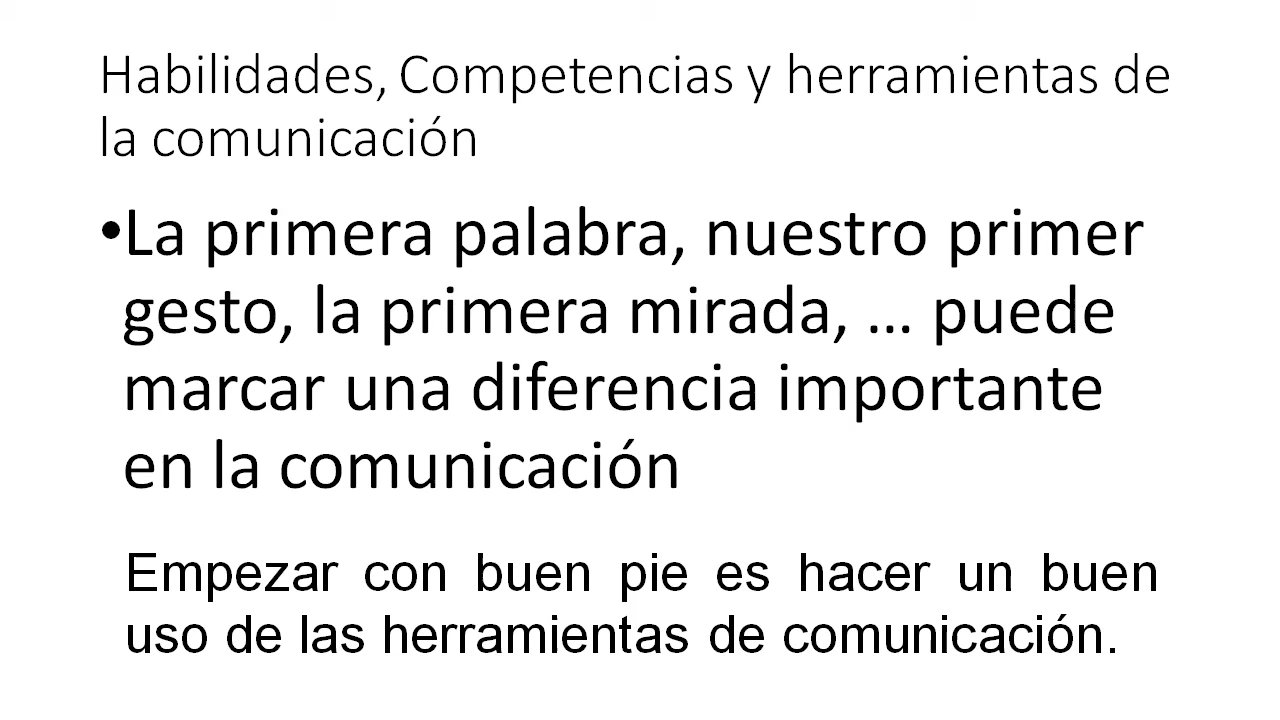 Habilidades, Competencias y herramientas de
la comunicación
•La primera palabra, nuestro primer
gesto, la primera mirada, … puede
marcar una diferencia importante
en la comunicación
Empezar con buen pie es hacer un buen
uso de las herramientas de comunicación.